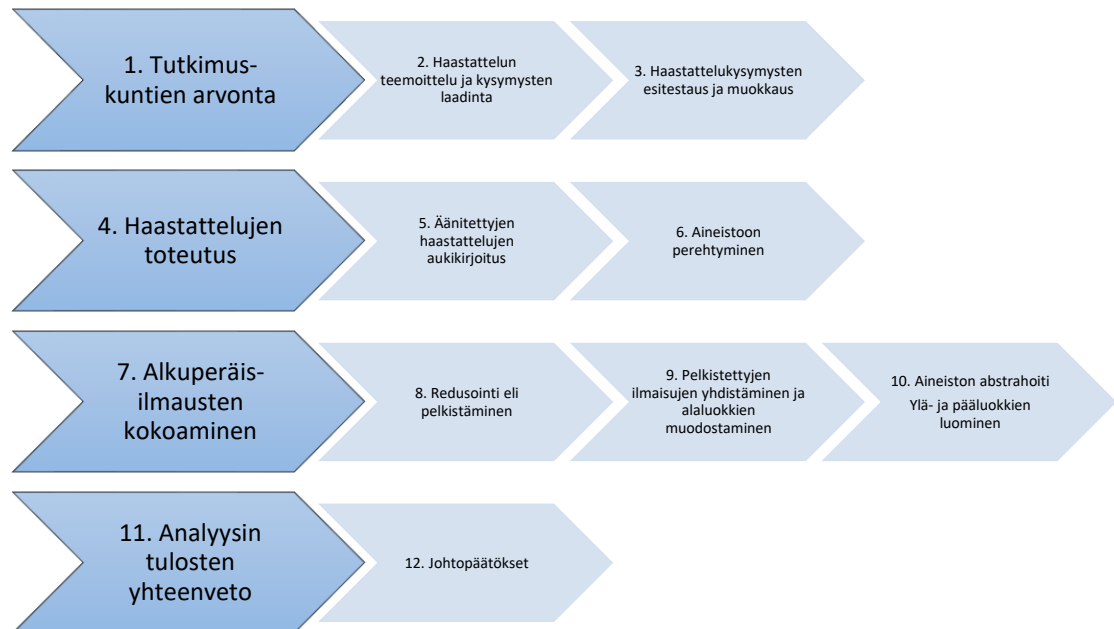 1. Tutkimus-
kuntien arvonta
2. Haastattelun
teemoittelu ja kysymysten
laadinta
3. Haastattelukysymysten
esitestaus ja muokkaus
4. Haastattelujen
toteutus
5. Äänitettyjen
haastattelujen
aukikirjoitus
6. Aineistoon
perehtyminen
7. Alkuperäis-
ilmausten
kokoaminen
8. Redusointi eli
pelkistäminen
9. Pelkistettyjen
ilmaisujen yhdistäminen ja
alaluokkien
muodostaminen
10. Aineiston abstrahoiti
Ylä- ja pääluokkien
luominen
11. Analyysin
tulosten
yhteenveto
12. Johtopäätökset